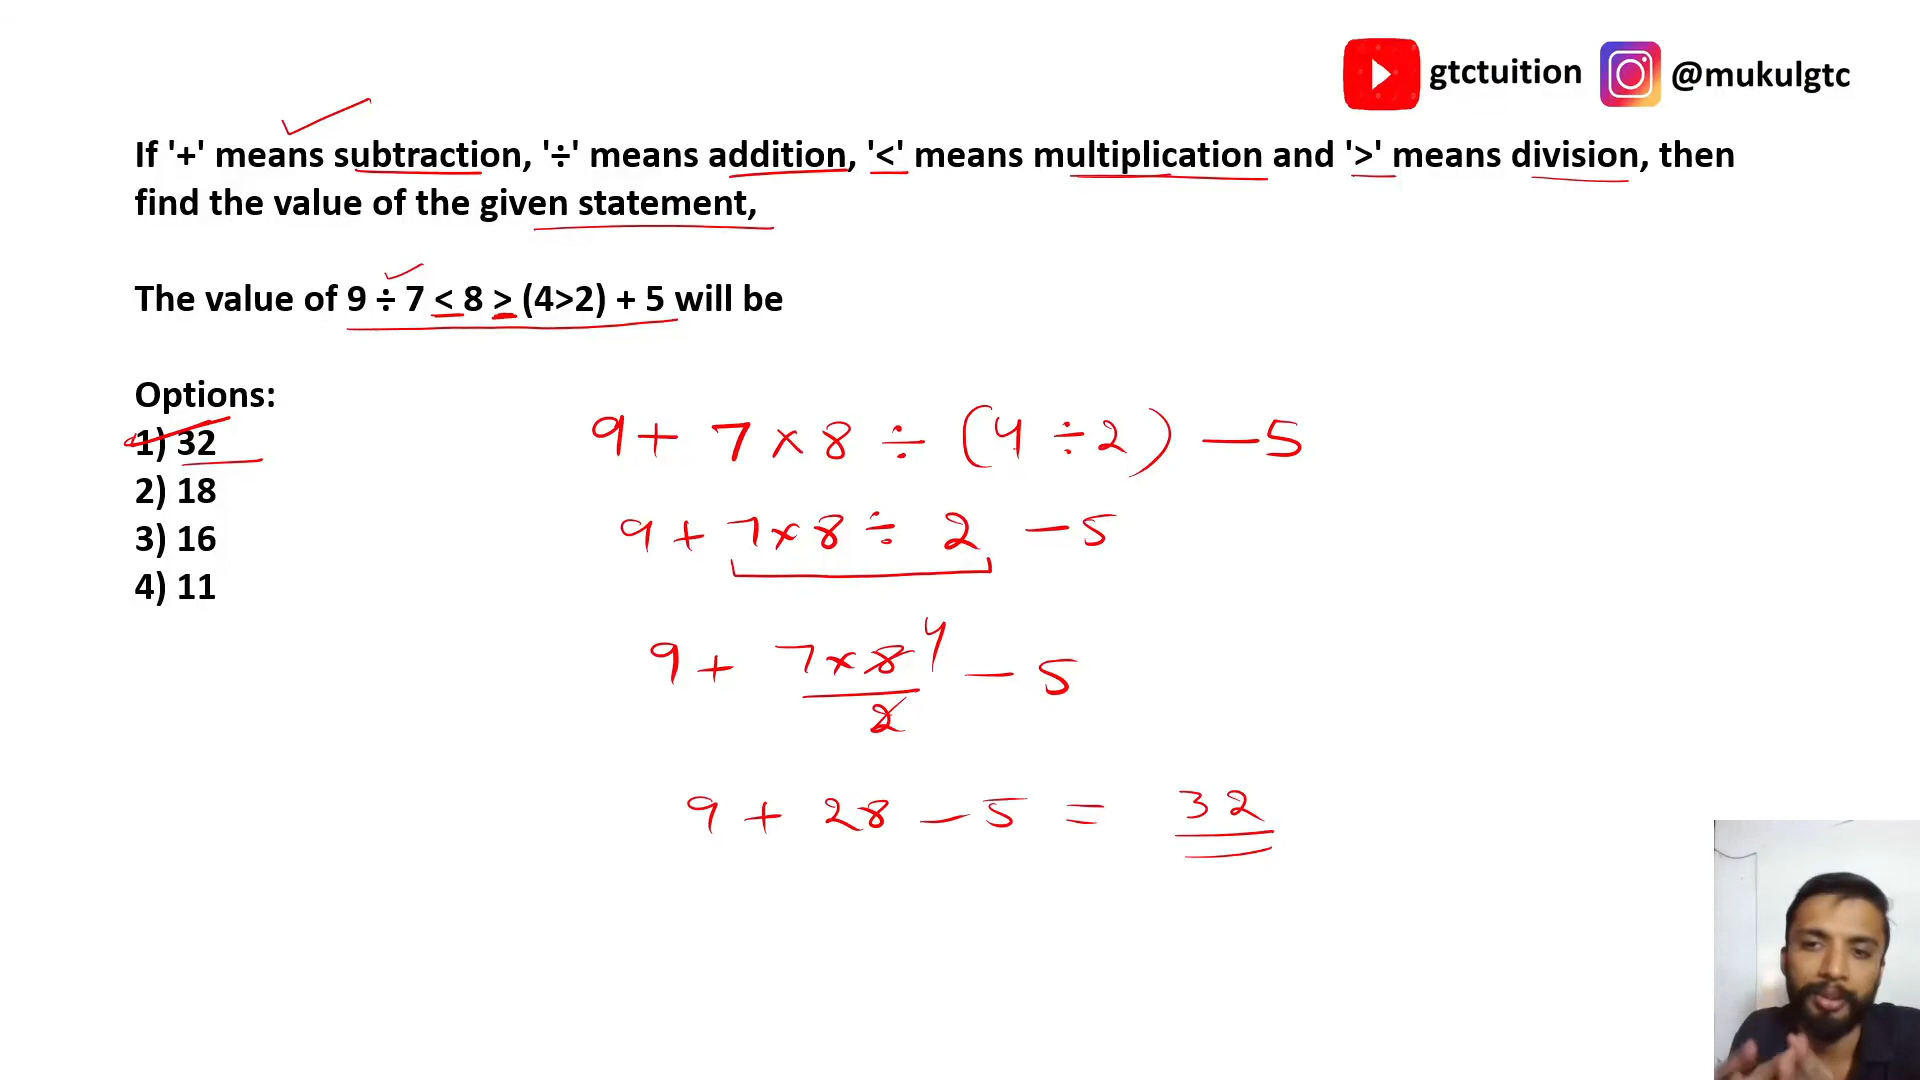 gtctuition @mukulgtc
If '+' means subtraction, '÷' means addition, '<' means multiplication and '>' means division, then
find the value of the given statement,
The value of 9 ÷ 7 < 8 > (4>2) + 5 will be
Options:
1) 32
2) 18
3) 16
4) 11
9 + 7 × 8 ÷ (4 ÷ 2) − 5
9 + 7 × 8 ÷ 2 − 5
9 + 7 × 8 4 − 5
2
9 + 28 − 5 = 32